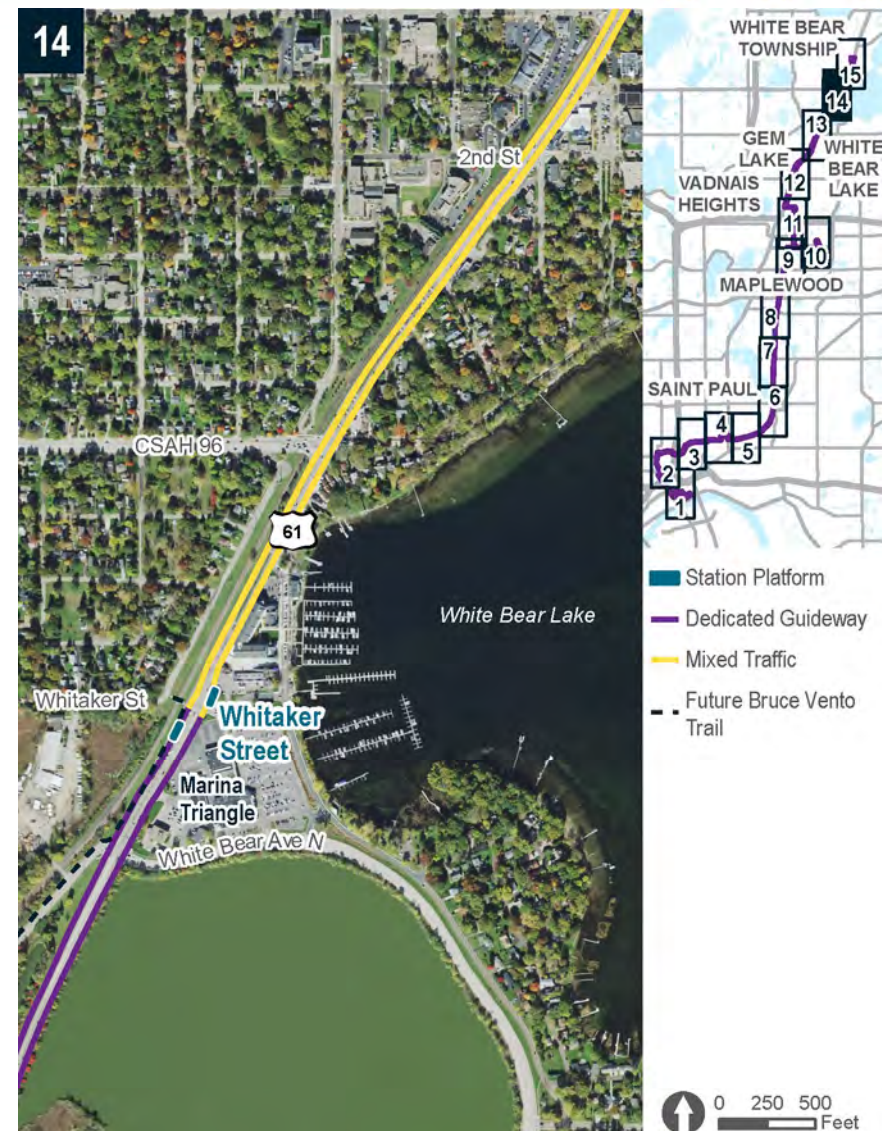 14
2nd St
CSAH 96
61
White Bear Lake
Whitaker St
Whitaker
Street
Marina
Triangle
White Bear Ave N
WHITE BEAR
TOWNSHIP
15
14
13
GEM
LAKE
WHITE
BEAR
LAKE
12
VADNAIS
HEIGHTS
11
10
9
MAPLEWOOD
8
7
SAINT PAUL
6
4
5
3
2
1
Station Platform
Dedicated Guideway
Mixed Traffic
Future Bruce Vento
Trail
0 250 500
Feet